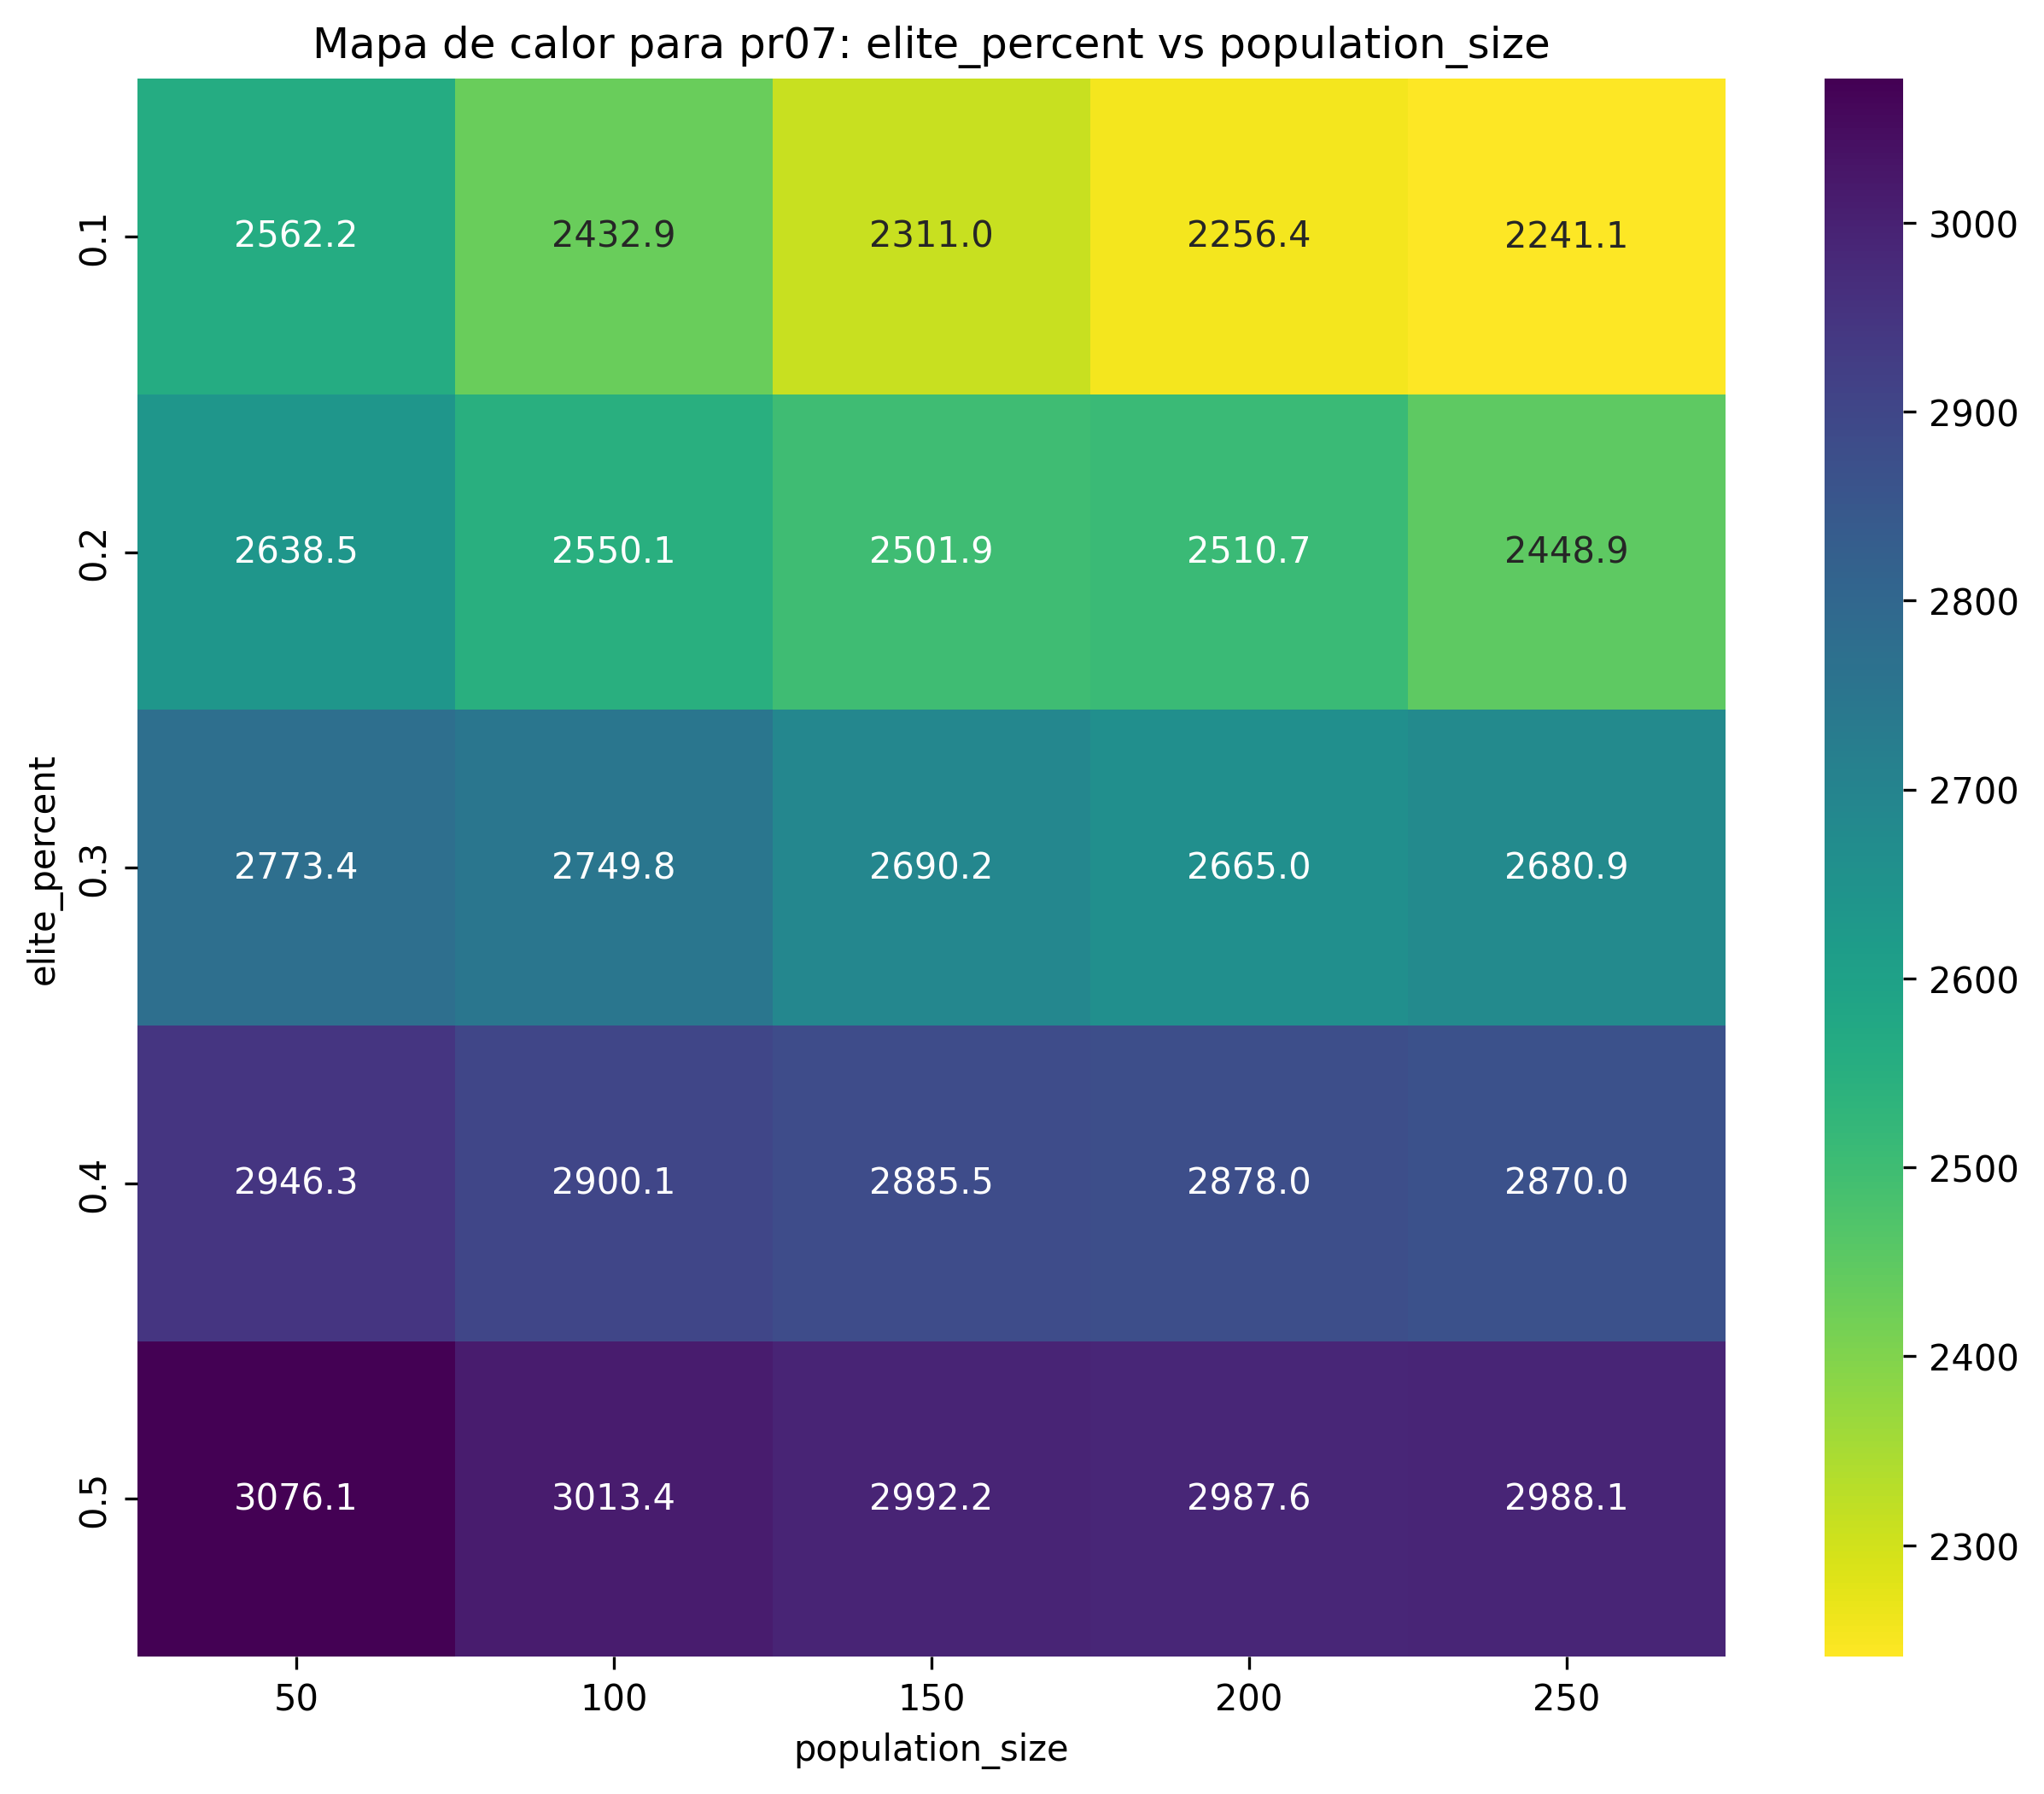 Mapa de calor para pr07: elite_percent vs population_size
elite_percent
0.1 2562.2 2432.9 2311.0 2256.4 2241.1
0.2 2638.5 2550.1 2501.9 2510.7 2448.9
0.3 2773.4 2749.8 2690.2 2665.0 2680.9
0.4 2946.3 2900.1 2885.5 2878.0 2870.0
0.5 3076.1 3013.4 2992.2 2987.6 2988.1
50 100 150 200 250
population_size
3000
2900
2800
2700
2600
2500
2400
2300